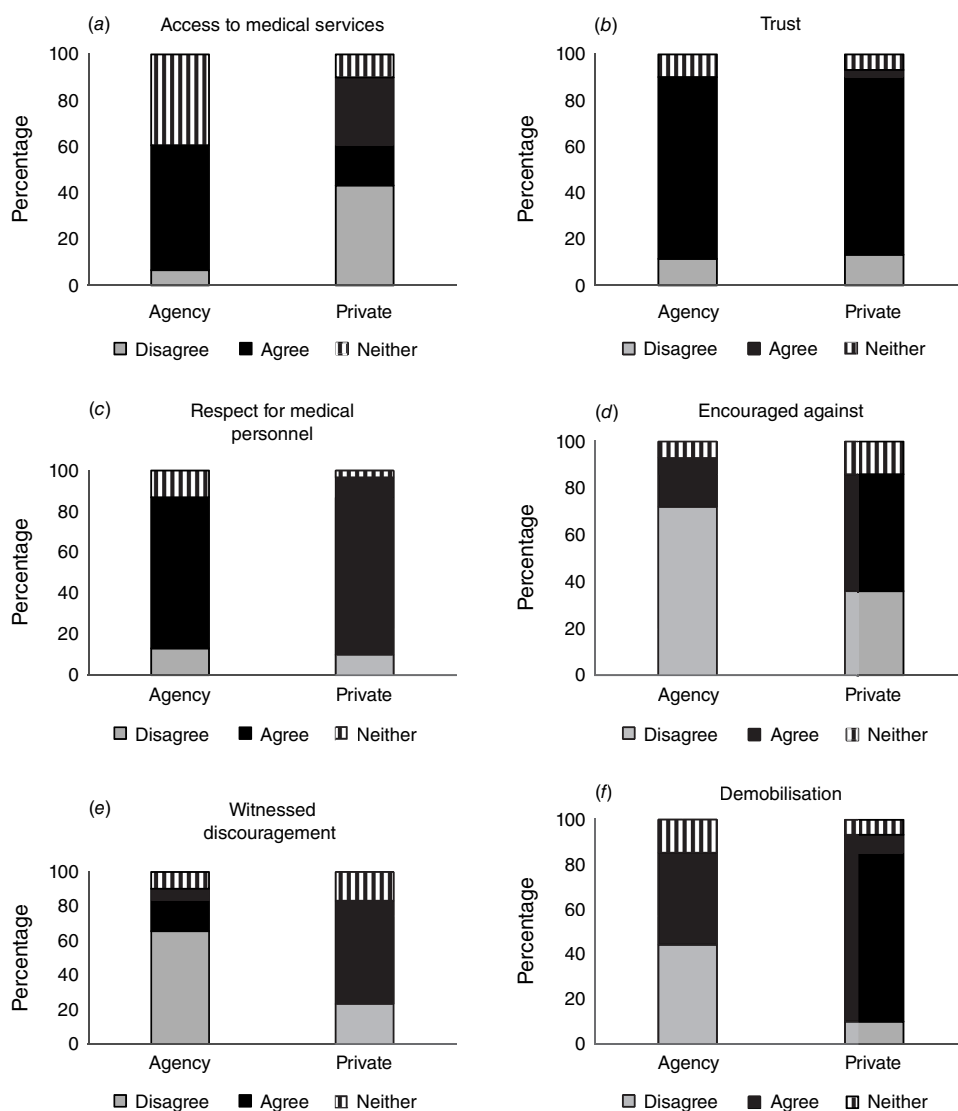 (a) Access to medical services
100
80
60
40
20
0
Percentage
Agency Private
Disagree Agree Neither
(b) Trust
100
80
60
40
20
0
Percentage
Agency Private
Disagree Agree Neither
(c) Respect for medical
personnel
100
80
60
40
20
0
Percentage
Agency Private
Disagree Agree Neither
(d) Encouraged against
100
80
60
40
20
0
Percentage
Agency Private
Disagree Agree Neither
(e) Witnessed
discouragement
100
80
60
40
20
0
Percentage
Agency Private
Disagree Agree Neither
(f) Demobilisation
100
80
60
40
20
0
Percentage
Agency Private
Disagree Agree Neither